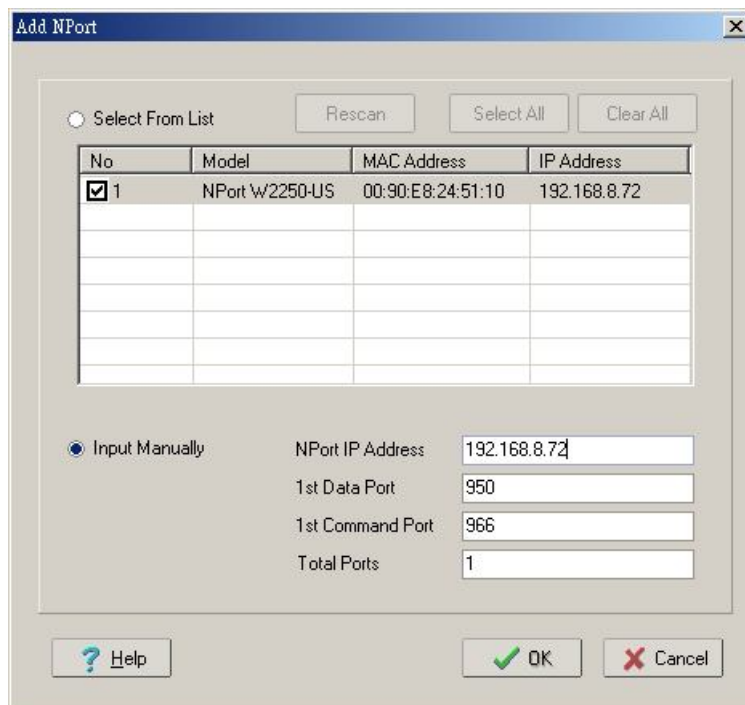 Add NPort
Select From List Rescan Select All Clear All
No Model MAC Address IP Address
1 NPort W2250-US 00:90:E8:24:51:10 192.168.8.72
Input Manually NPort IP Address 192.168.8.72
1st Data Port 950
1st Command Port 966
Total Ports 1
? Help OK Cancel